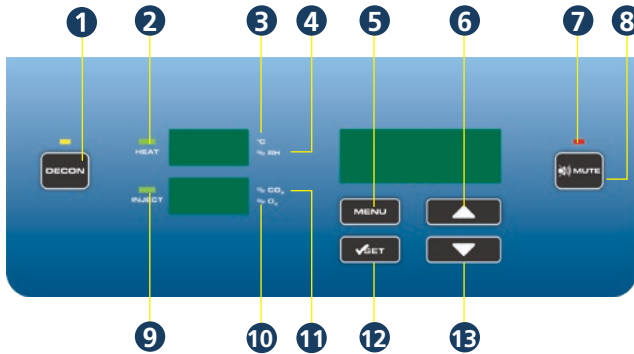 1 2 3 4 5 6 7 8
°C
% RH
HEAT
DECON
MUTE
% CO₂
% O₂
INJECT
MENU
✓SET
9 10 11 12 13